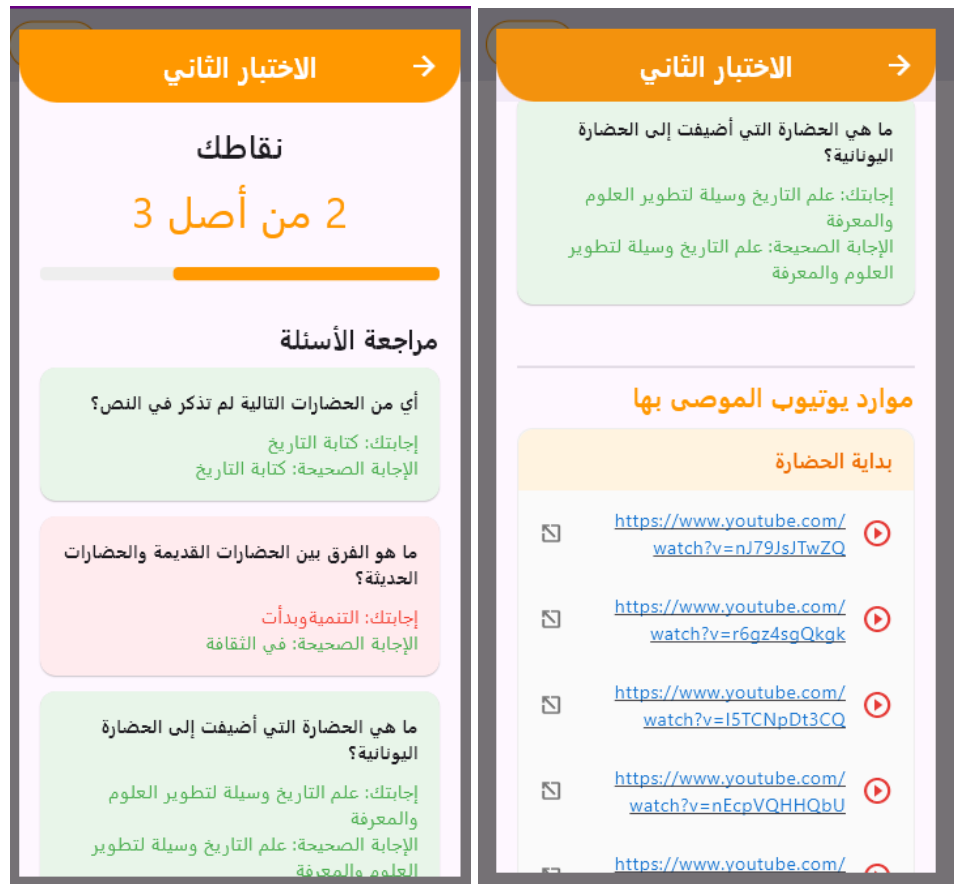 الاختبار الثاني
نقاطك
2 من أصل 3
مراجعة الأسئلة
أي من الحضارات التالية لم تذكر في النص؟
إجابتك: كتابة التاريخ
الإجابة الصحيحة: كتابة التاريخ
ما هو الفرق بين الحضارات القديمة والحضارات
الحديثة؟
إجابتك: التنميةوبدأت
الإجابة الصحيحة: في الثقافة
ما هي الحضارة التي أضيفت إلى الحضارة
اليونانية؟
إجابتك: علم التاريخ وسيلة لتطوير العلوم
والمعرفة
الإجابة الصحيحة: علم التاريخ وسيلة لتطوير
العلوم والمعرفة
الاختبار الثاني
ما هي الحضارة التي أضيفت إلى الحضارة
اليونانية؟
إجابتك: علم التاريخ وسيلة لتطوير العلوم
والمعرفة
الإجابة الصحيحة: علم التاريخ وسيلة لتطوير
العلوم والمعرفة
موارد يوتيوب الموصى بها
بداية الحضارة
https://www.youtube.com/
watch?v=nJ79JsJTwZQ
https://www.youtube.com/
watch?v=r6gz4sgQkgk
https://www.youtube.com/
watch?v=I5TCNpDt3CQ
https://www.youtube.com/
watch?v=nEcpVQHHQbU
https://www.youtube.com/